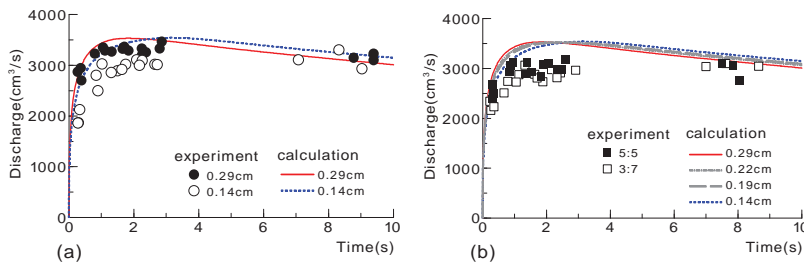 4000
3000
2000
1000
0
Discharge(cm³/s)
experiment
calculation
0.29cm
0.14cm
0.29cm
0.14cm
0 2 4 6 8 10
Time(s)
(a)
4000
3000
2000
1000
0
Discharge(cm³/s)
experiment
calculation
5:5
3:7
0.29cm
0.22cm
0.19cm
0.14cm
0 2 4 6 8 10
Time(s)
(b)